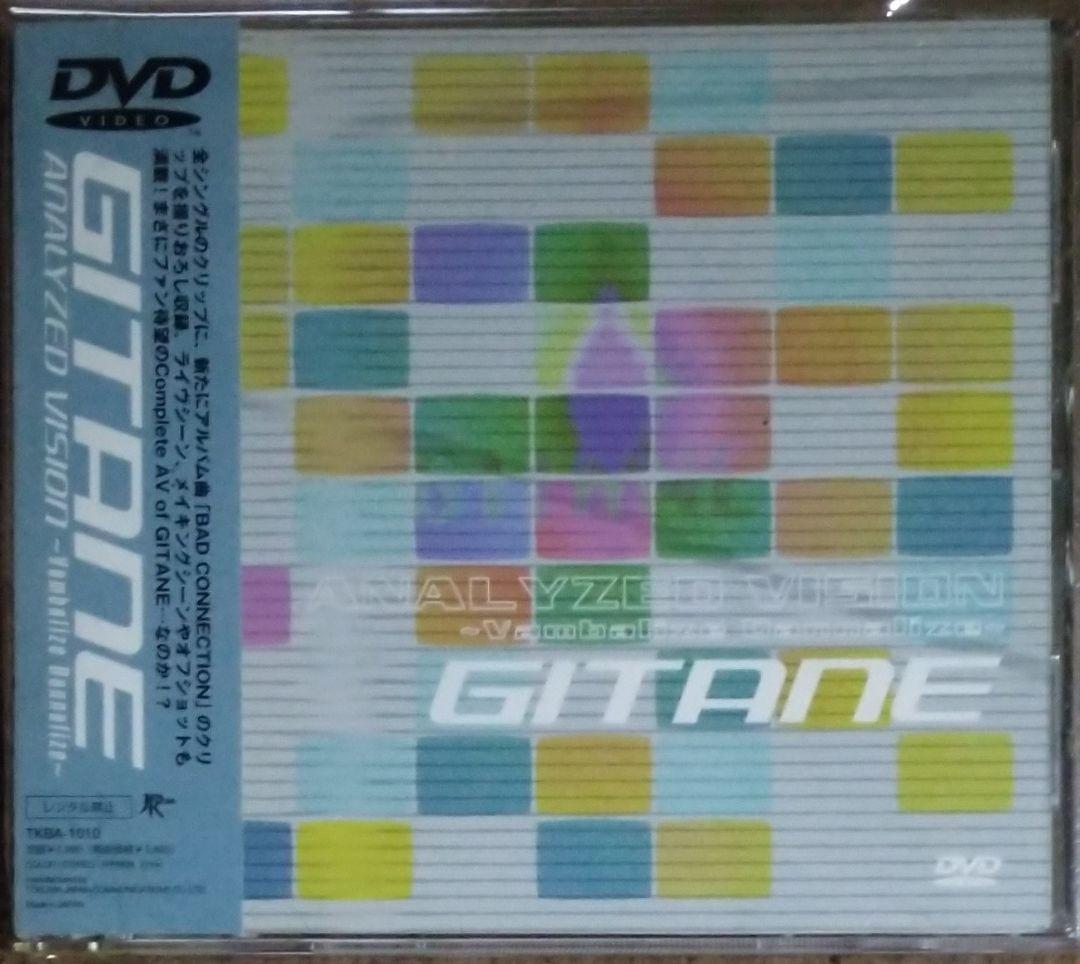 DVD
VIDEO
全シングルのクリップに、新たにアルバム曲「BAD CONNECTION」のクリ
ップを撮りおろし収録。ライヴシーン、メイキングシーンやオフショットも
満載！まさにファン待望のComplete AV of GITANE…なのか！？
GITANE
ANALYZED VISION
レンタル禁止
TKBA-1010
ANALYZED VISION
GITANE
DVD